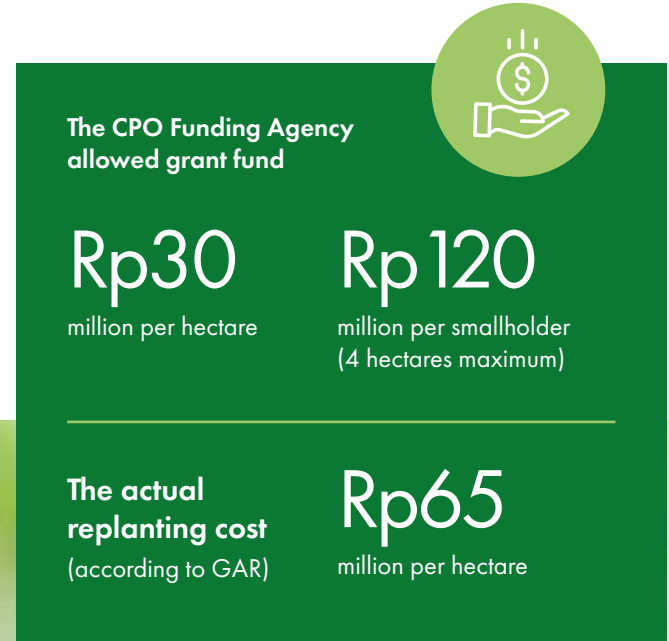 $
The CPO Funding Agency
allowed grant fund
Rp30
million per hectare
Rp120
million per smallholder
(4 hectares maximum)
The actual
replanting cost
(according to GAR)
Rp65
million per hectare